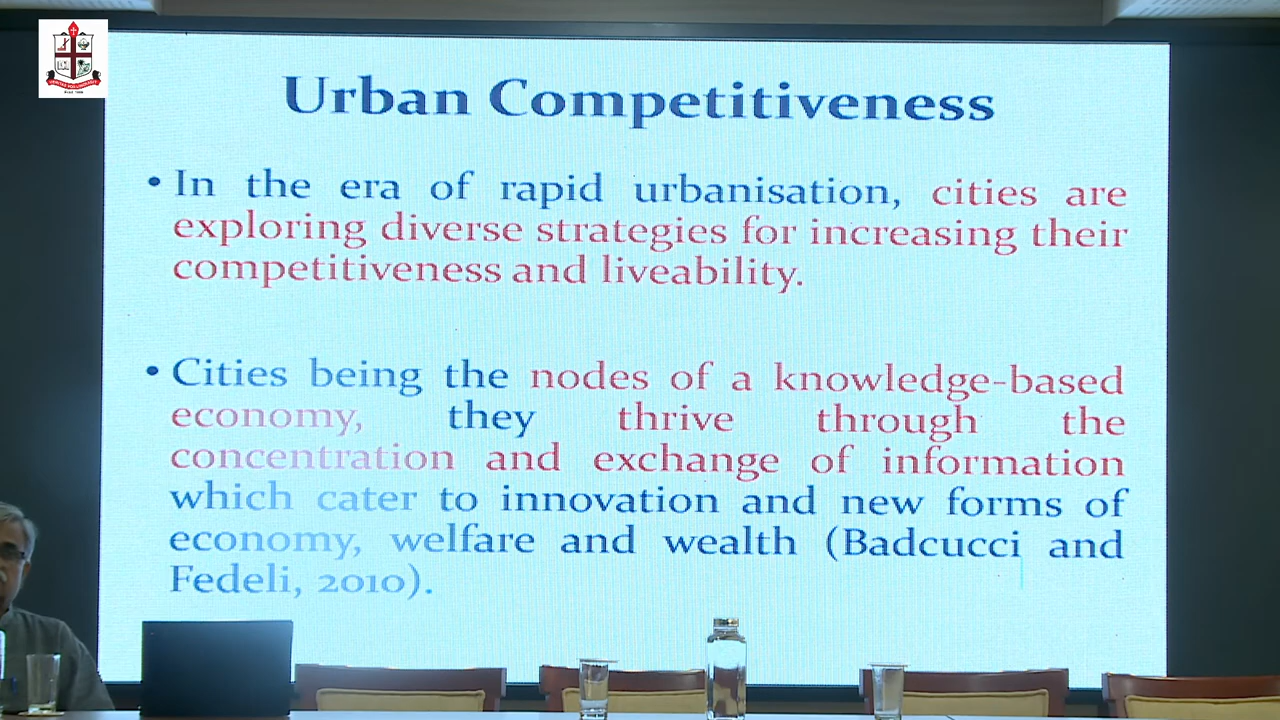 Urban Competitiveness
• In the era of rapid urbanisation, cities are
exploring diverse strategies for increasing their
competitiveness and liveability.
• Cities being the nodes of a knowledge-based
economy, they thrive through the
concentration and exchange of information
which cater to innovation and new forms of
economy, welfare and wealth (Badcucci and
Fedeli, 2010).